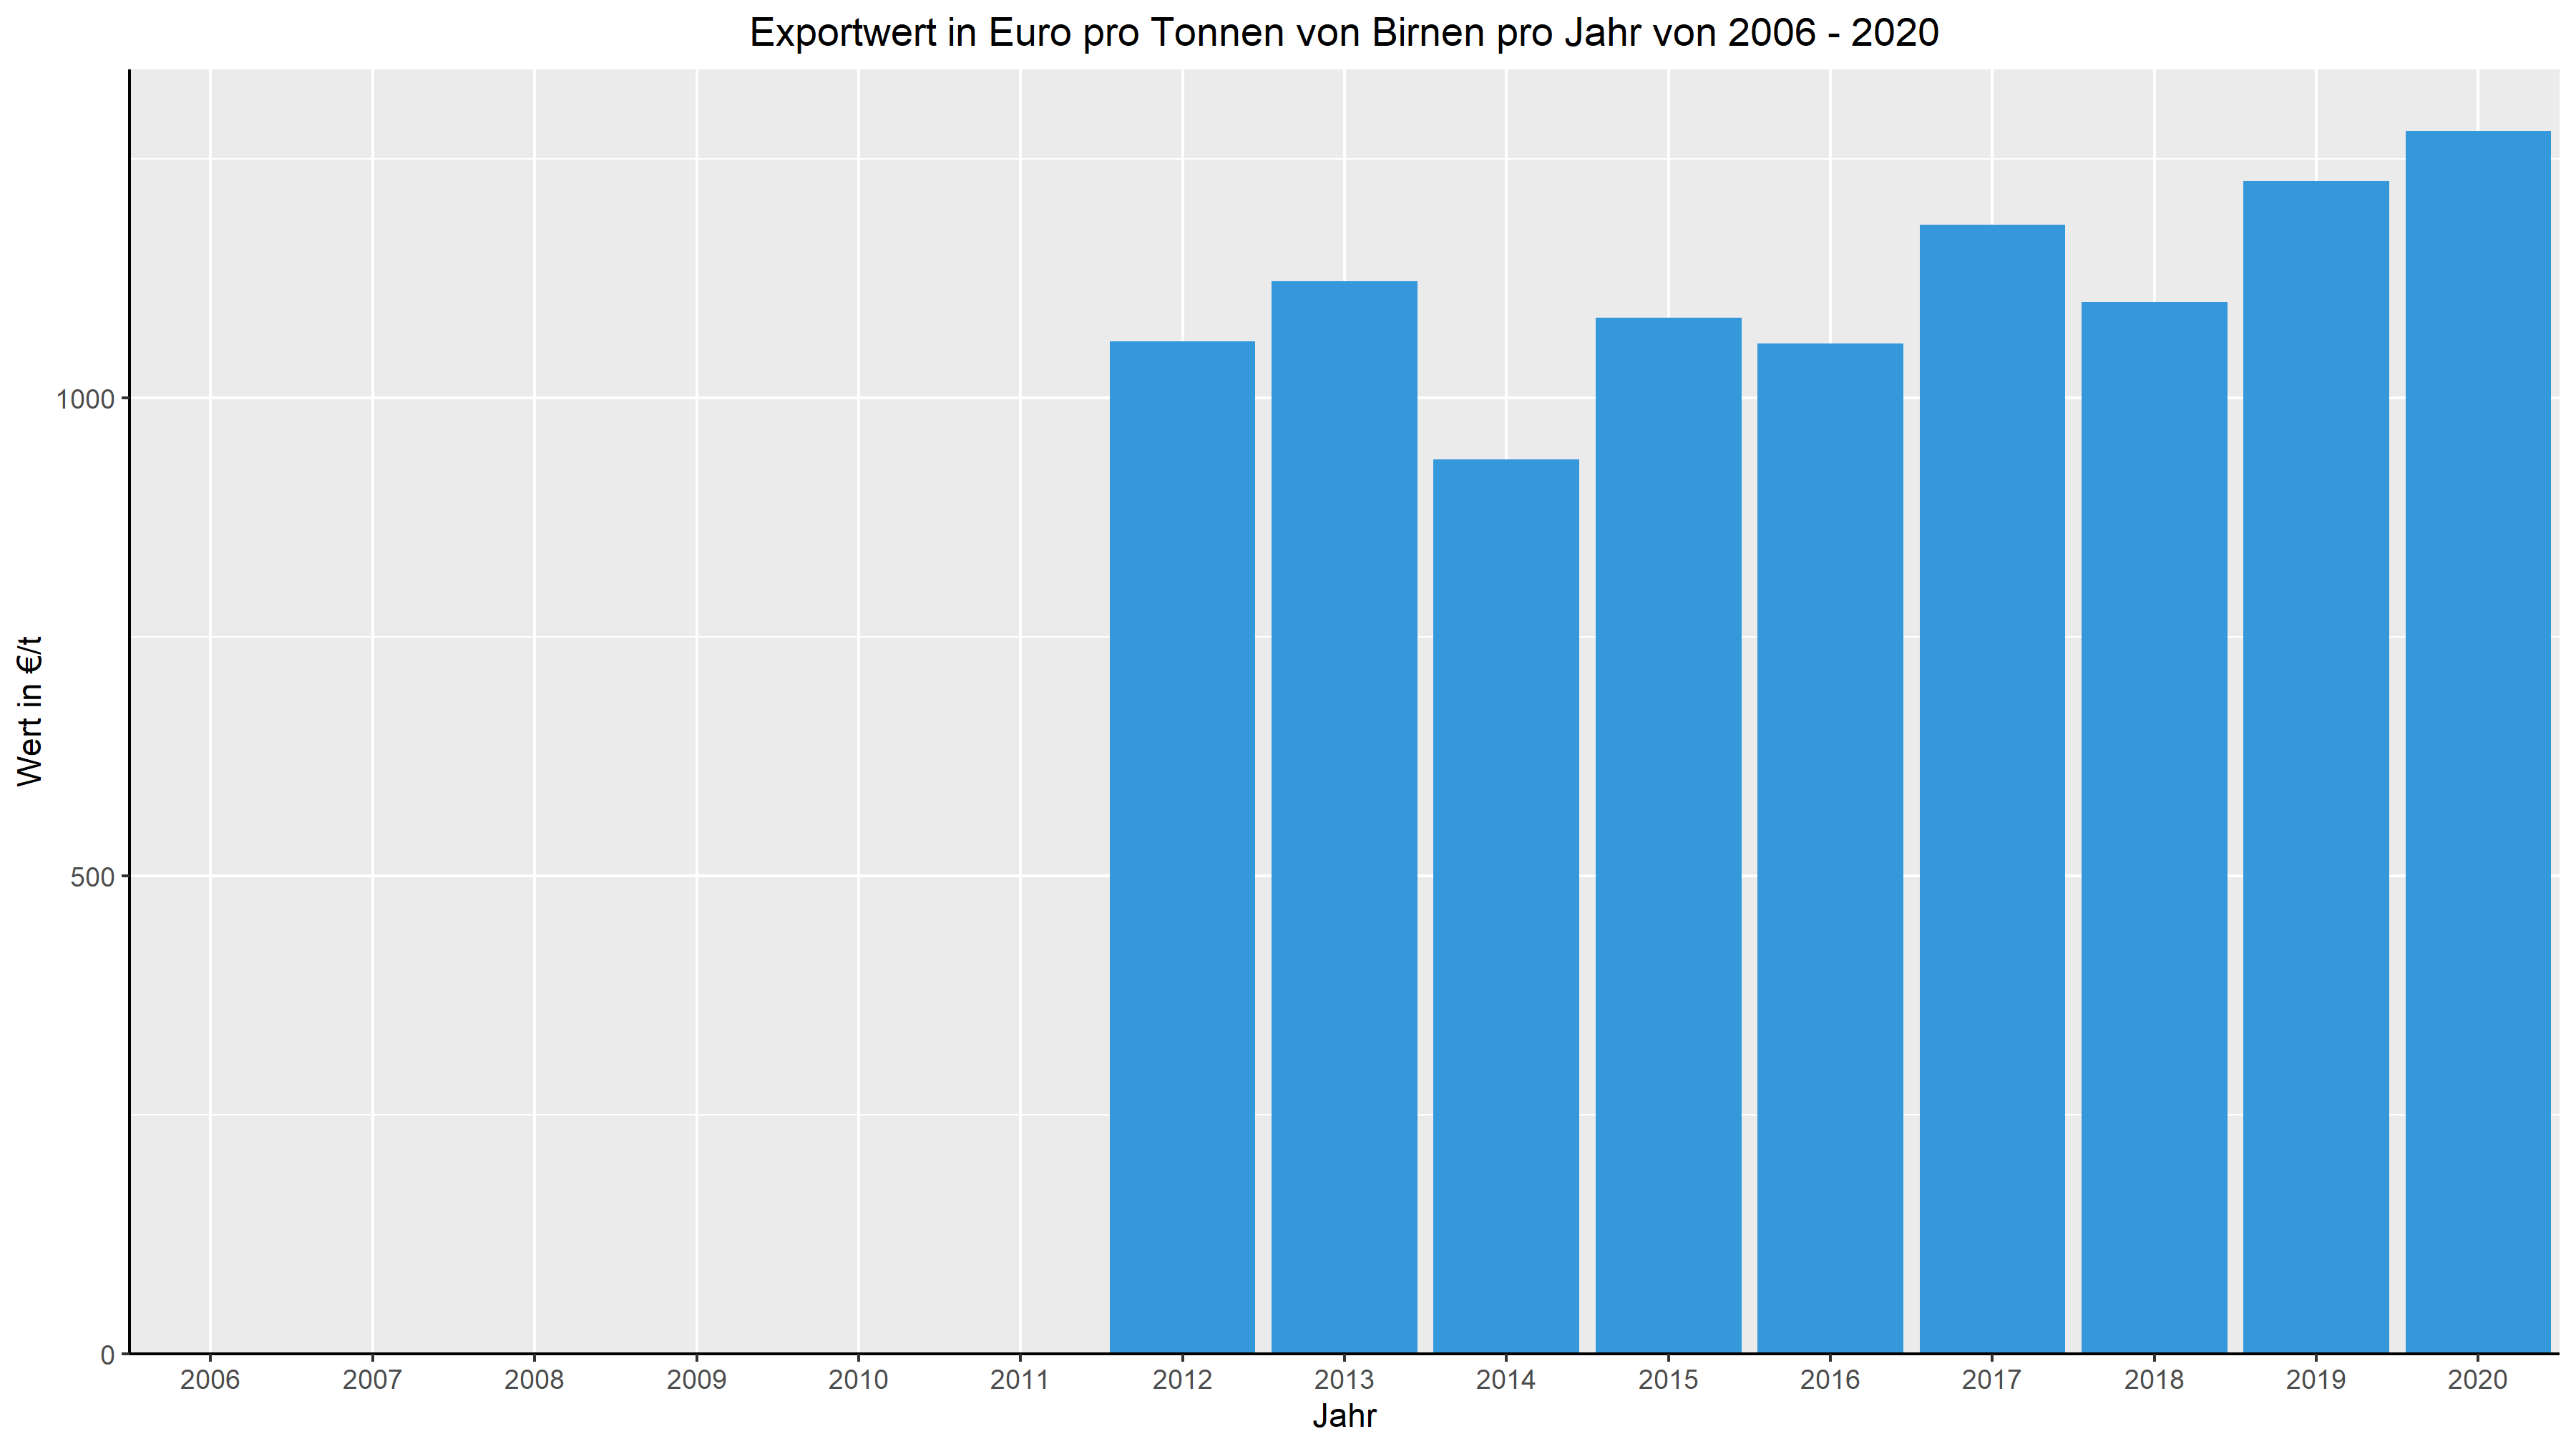 Exportwert in Euro pro Tonnen von Birnen pro Jahr von 2006 - 2020
Wert in €/t
1000
500
0
2006 2007 2008 2009 2010 2011 2012 2013 2014 2015 2016 2017 2018 2019 2020
Jahr